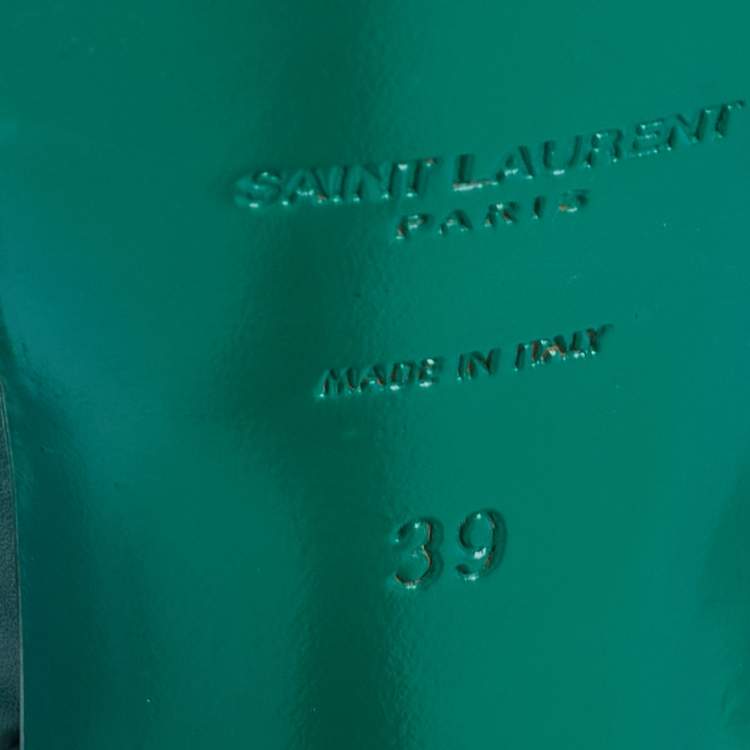 SAINT LAURENT
PARIS
MADE IN ITALY
39